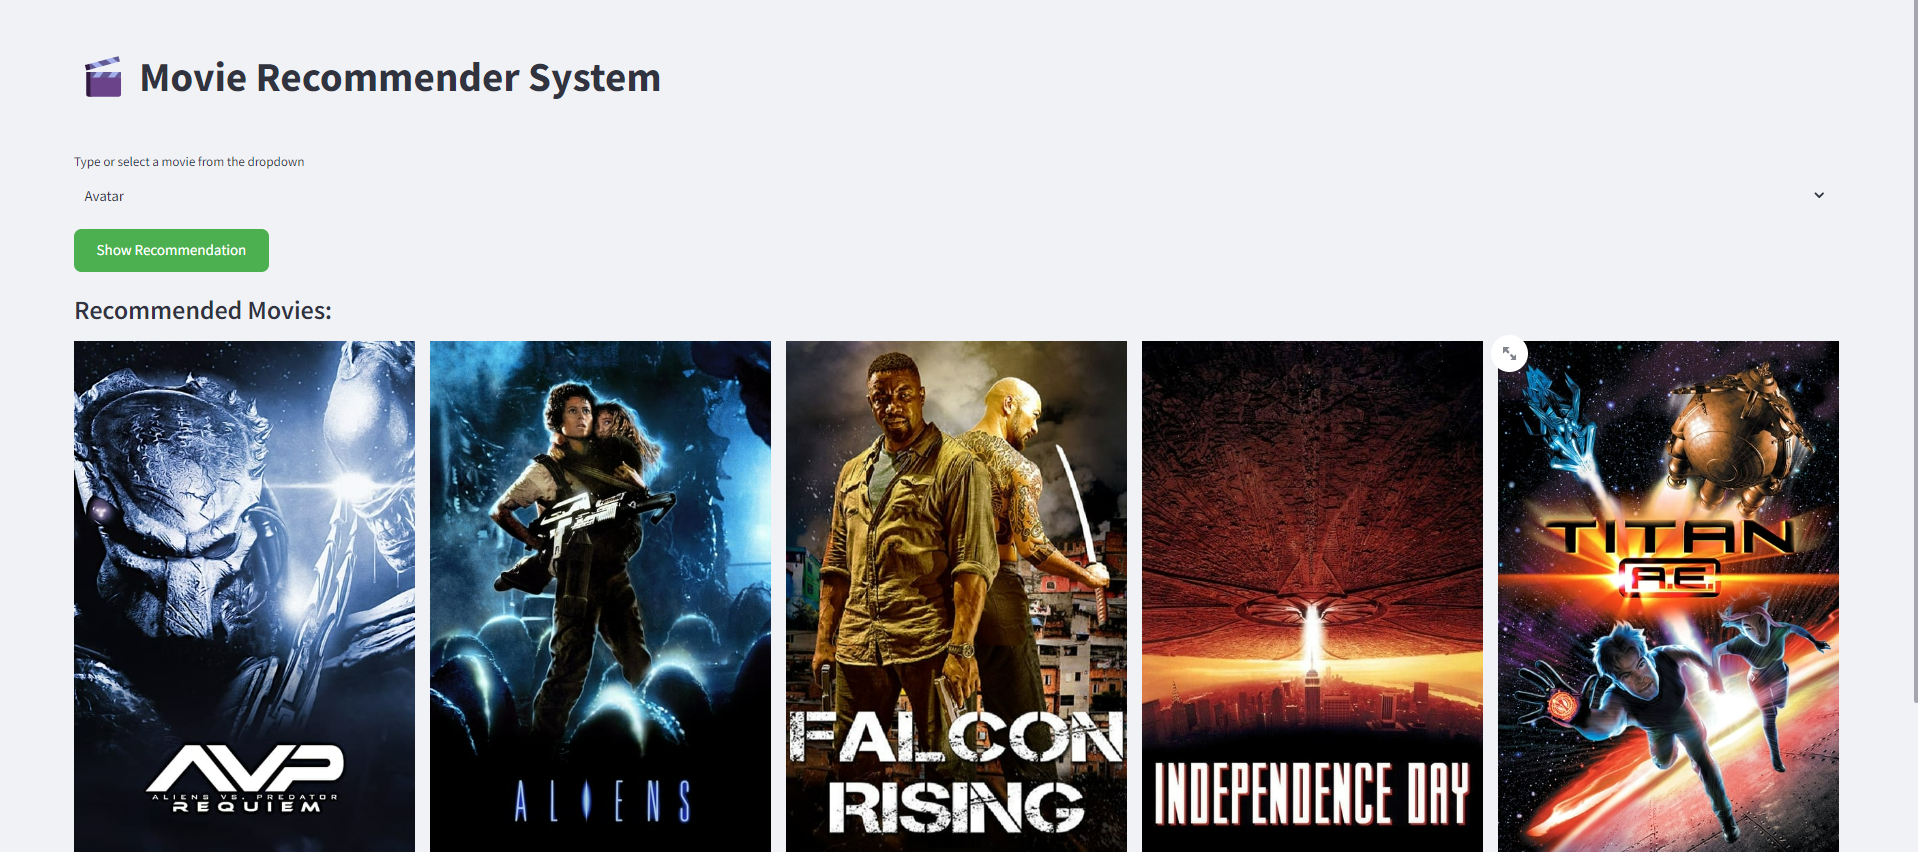 Movie Recommender System
Type or select a movie from the dropdown
Avatar
Show Recommendation
Recommended Movies:
AVP
ALIENS VS. PREDATOR
REQUIEM
ALIENS
FALCON
RISING
INDEPENDENCE DAY
TITAN
A.E.